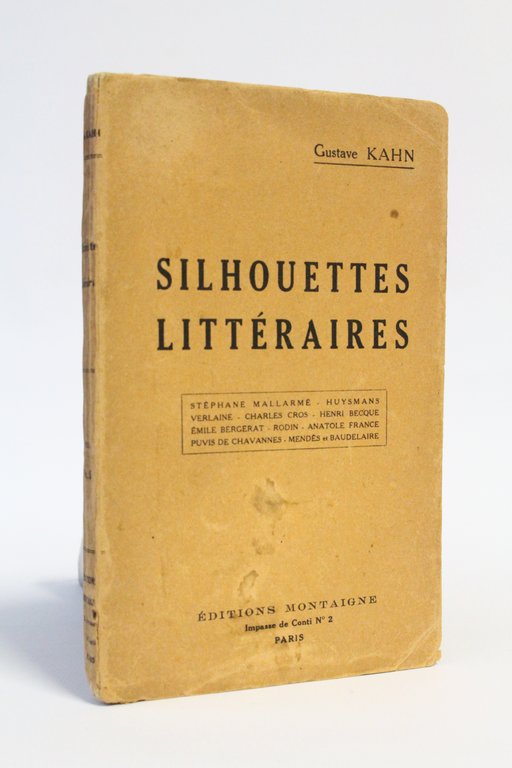 Gustave KAHN
SILHOUETTES
LITTÉRAIRES
STÉPHANE MALLARMÉ - HUYSMANS
VERLAINE - CHARLES CROS - HENRI BECQUE
ÉMILE BERGERAT - RODIN - ANATOLE FRANCE
PUVIS DE CHAVANNES - MENDÈS et BAUDELAIRE
ÉDITIONS MONTAIGNE
Impasse de Conti N° 2
PARIS